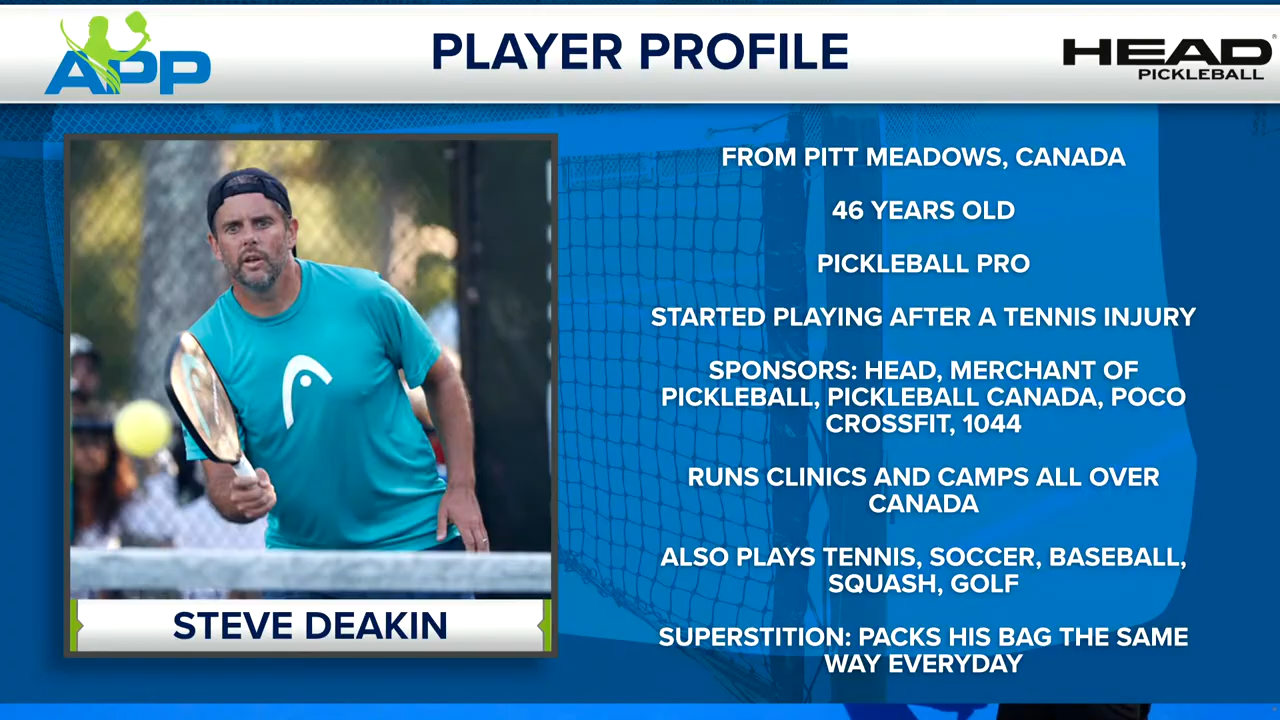 APP
PLAYER PROFILE
HEAD®
PICKLEBALL
FROM PITT MEADOWS, CANADA
46 YEARS OLD
PICKLEBALL PRO
STARTED PLAYING AFTER A TENNIS INJURY
SPONSORS: HEAD, MERCHANT OF
PICKLEBALL, PICKLEBALL CANADA, POCO
CROSSFIT, 1044
RUNS CLINICS AND CAMPS ALL OVER
CANADA
ALSO PLAYS TENNIS, SOCCER, BASEBALL,
SQUASH, GOLF
SUPERSTITION: PACKS HIS BAG THE SAME
WAY EVERYDAY
STEVE DEAKIN